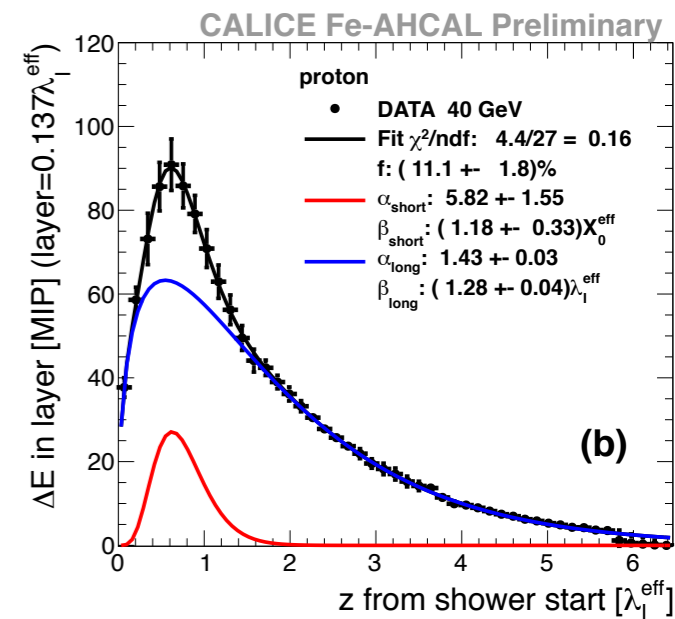 CALICE Fe-AHCAL Preliminary
ΔE in layer [MIP] (layer=0.137λ_I^eff)
120
100
80
60
40
20
0
proton
DATA 40 GeV
Fit χ²/ndf: 4.4/27 = 0.16
f: ( 11.1 +- 1.8)%
α_short: 5.82 +- 1.55
β_short: ( 1.18 +- 0.33)X_0^eff
α_long: 1.43 +- 0.03
β_long: ( 1.28 +- 0.04)λ_I^eff
(b)
0 1 2 3 4 5 6
z from shower start [λ_I^eff]